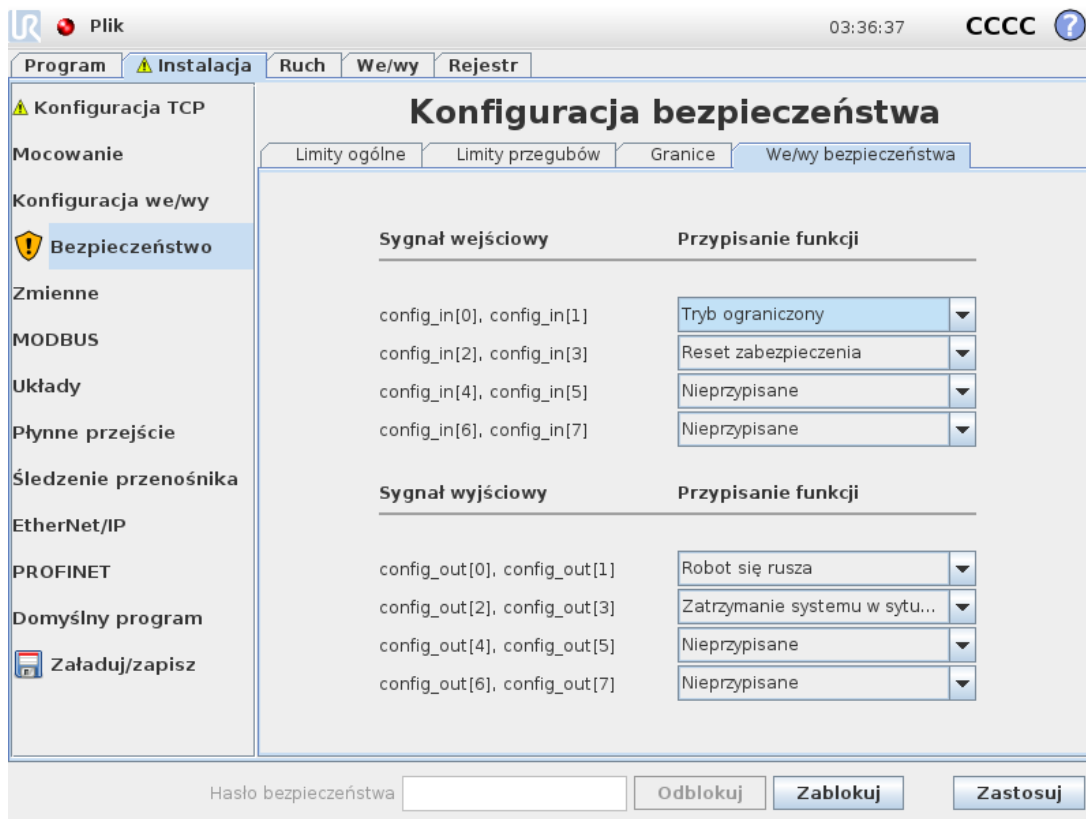 UR Plik 03:36:37 CCCC ?
Program Instalacja Ruch We/wy Rejestr
Konfiguracja TCP
Mocowanie
Konfiguracja we/wy
Bezpieczeństwo
Zmienne
MODBUS
Układy
Płynne przejście
Śledzenie przenośnika
EtherNet/IP
PROFINET
Domyślny program
Załaduj/zapisz
Konfiguracja bezpieczeństwa
Limity ogólne Limity przegubów Granice We/wy bezpieczeństwa
Sygnał wejściowy Przypisanie funkcji
config_in[0], config_in[1] Tryb ograniczony
config_in[2], config_in[3] Reset zabezpieczenia
config_in[4], config_in[5] Nieprzypisane
config_in[6], config_in[7] Nieprzypisane
Sygnał wyjściowy Przypisanie funkcji
config_out[0], config_out[1] Robot się rusza
config_out[2], config_out[3] Zatrzymanie systemu w sytu...
config_out[4], config_out[5] Nieprzypisane
config_out[6], config_out[7] Nieprzypisane
Hasło bezpieczeństwa Odblokuj Zablokuj Zastosuj